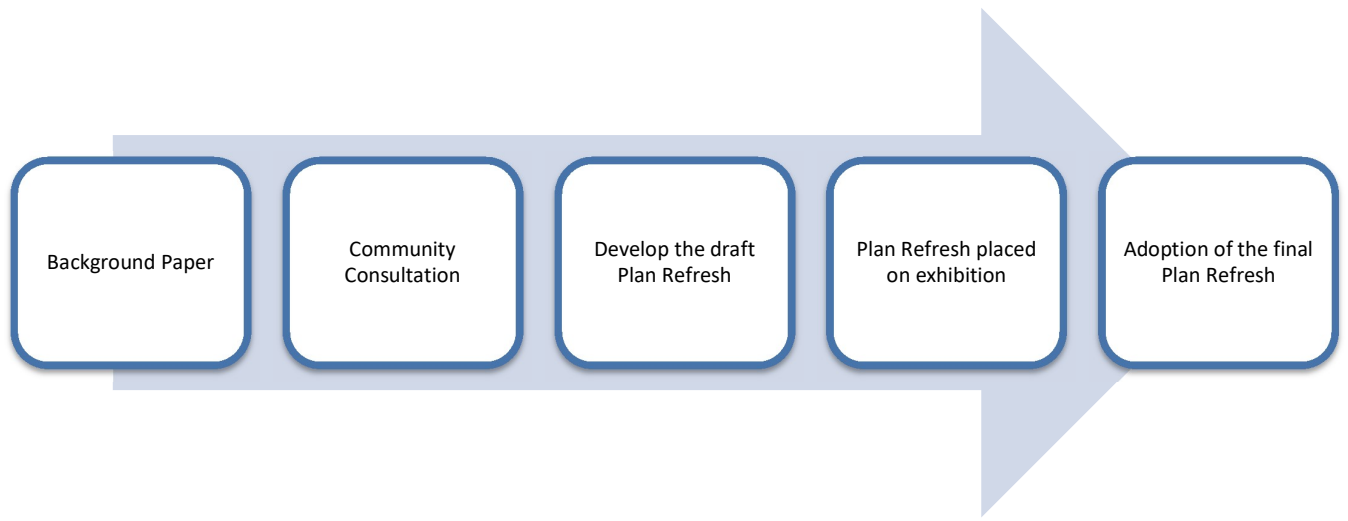 Background Paper
Community
Consultation
Develop the draft
Plan Refresh
Plan Refresh placed
on exhibition
Adoption of the final
Plan Refresh